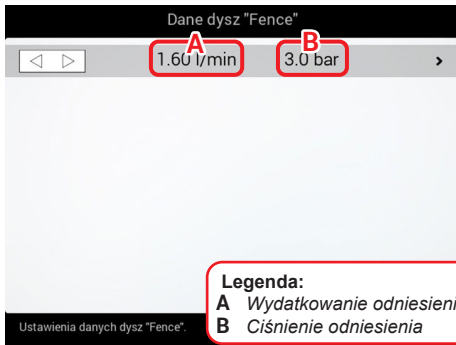 Dane dysz "Fence"
A B
1.60 l/min 3.0 bar
Legenda:
A Wydatkowanie odniesieni
B Ciśnienie odniesienia
Ustawienia danych dysz "Fence".